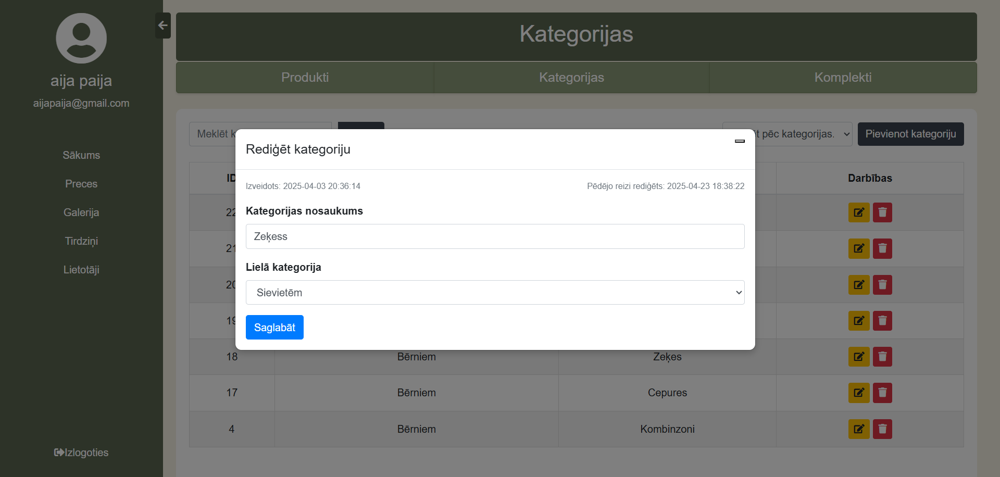 aija paija
aijapaija@gmail.com
Sākums
Preces
Galerija
Tirdziņi
Lietotāji
Izlogoties
Kategorijas
Produkti Kategorijas Komplekti
Meklēt pēc kategorijas. Pievienot kategoriju
Rediģēt kategoriju
Izveidots: 2025-04-03 20:36:14 Pēdējo reizi rediģēts: 2025-04-23 18:38:22
Kategorijas nosaukums
Zeķess
Lielā kategorija
Sievietēm
Saglabāt
ID Darbības
22
21
20
19
18 Bērniem Zeķes
17 Bērniem Cepures
4 Bērniem Kombinzoni